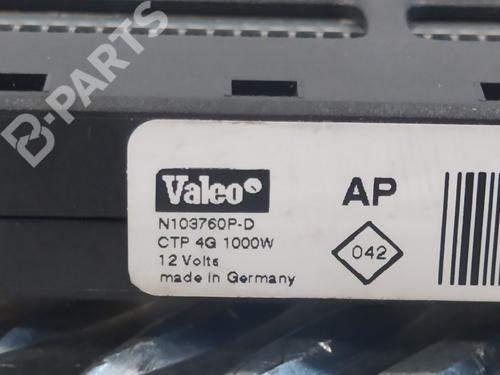 B-PARTS
Valeo
AP
N103760P-D
CTP 4G 1000W
12 Volts
made in Germany
042